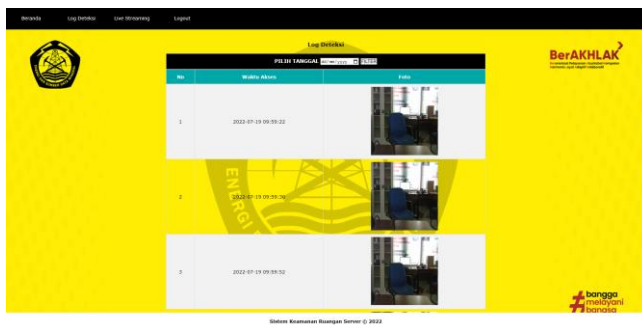 Beranda Log Deteksi Live Streaming Logout
Log Deteksi
BerAKHLAK
PILIH TANGGAL
No Waktu Akses Foto
1 2022-07-19 09:59:22
2 2022-07-19 09:59:36
3 2022-07-19 09:59:52
ENERGI
#bangga
melayani
bangsa
Sistem Keamanan Ruangan Server © 2022